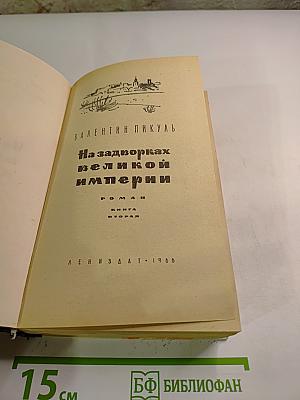 ВАЛЕНТИН ПИКУЛЬ
На задворках
великой
империи
РОМАН
КНИГА
ВТОРАЯ
ЛЕНИЗДАТ • 1966
15 см
БФ БИБЛИОФАН